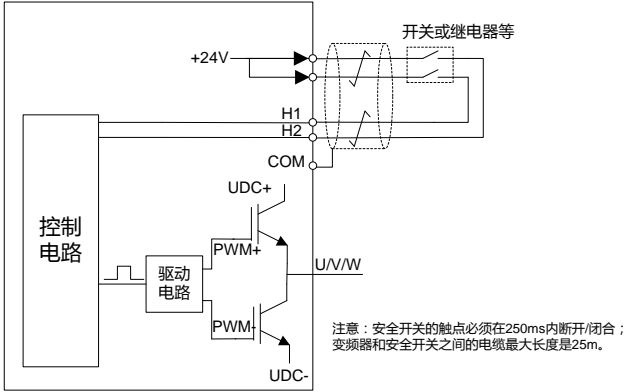 开关或继电器等
+24V
H1
H2
COM
UDC+
控制
电路
PWM+
驱动
电路
U/V/W
PWM-
UDC-
注意：安全开关的触点必须在250ms内断开/闭合；
变频器和安全开关之间的电缆最大长度是25m。